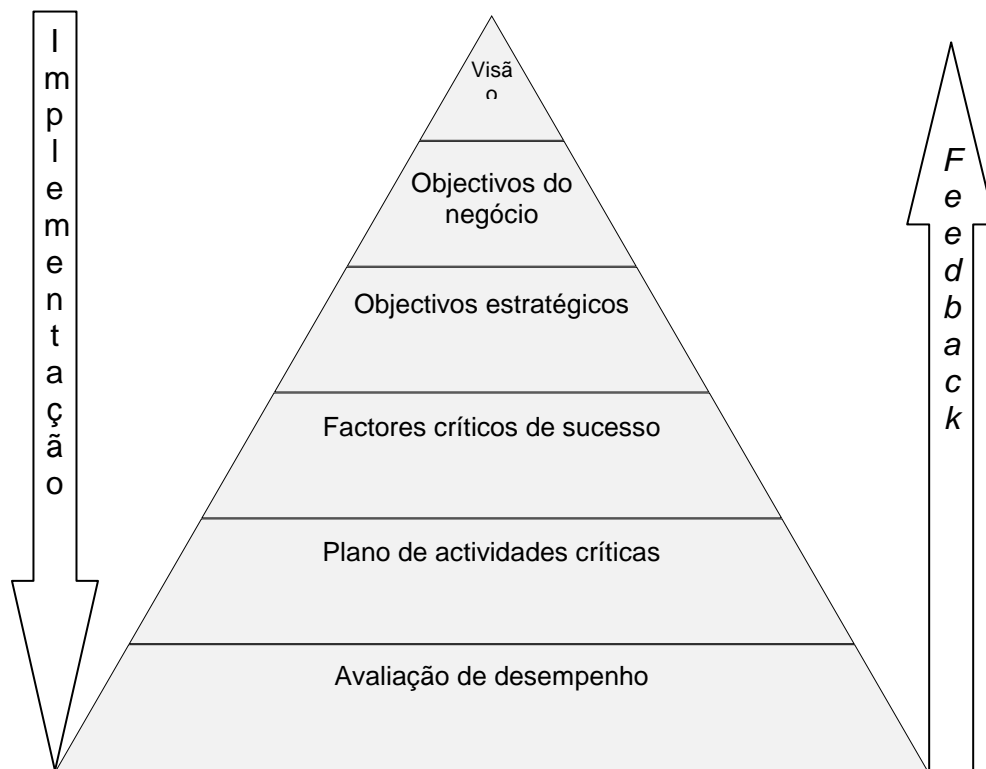 Implementação
Visã
o
Objectivos do
negócio
Objectivos estratégicos
Factores críticos de sucesso
Plano de actividades críticas
Avaliação de desempenho
Feedback